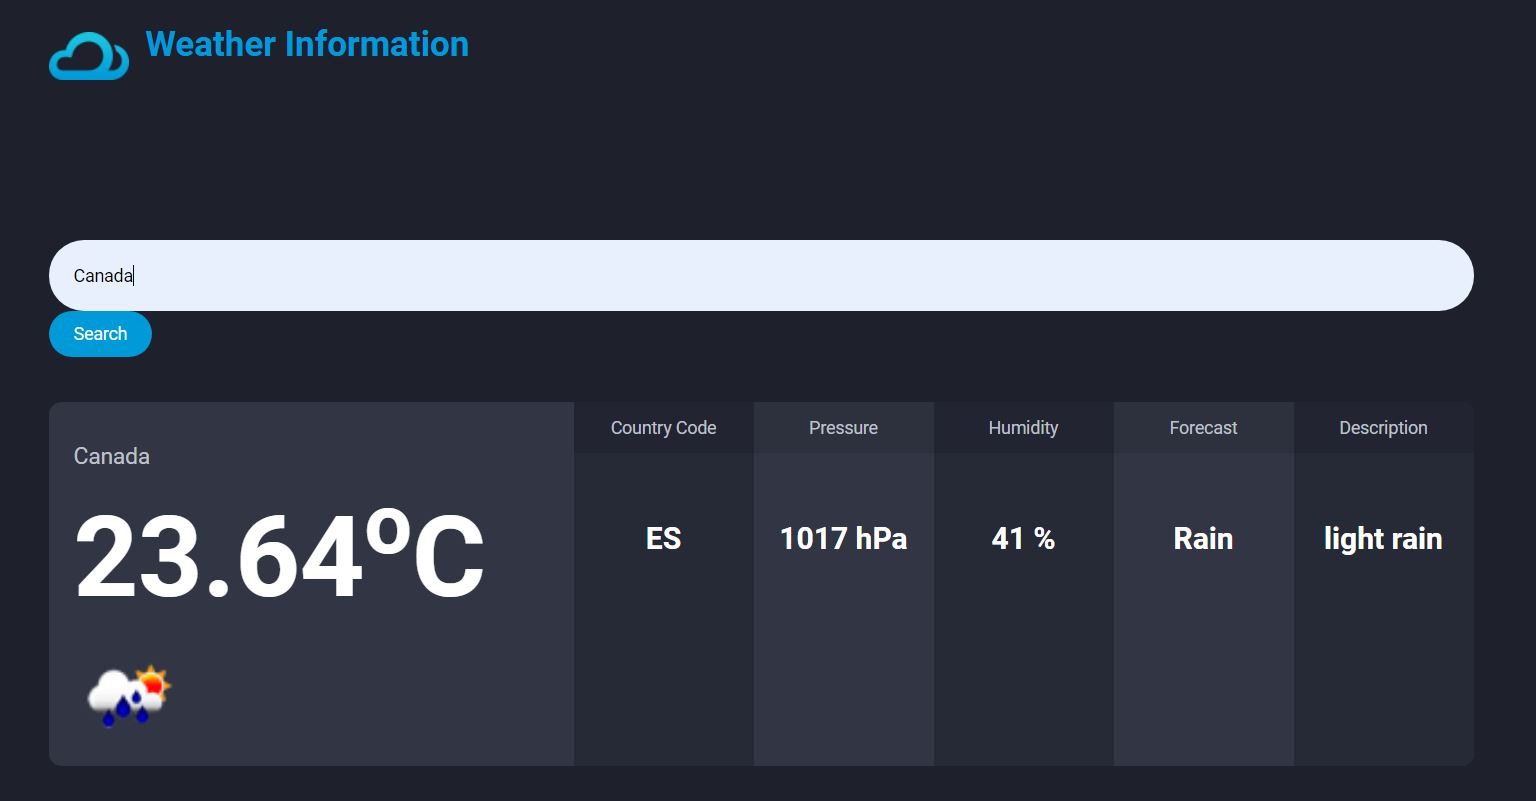 Weather Information
Canada
Search
Canada
23.64°C
Country Code
ES
Pressure
1017 hPa
Humidity
41 %
Forecast
Rain
Description
light rain